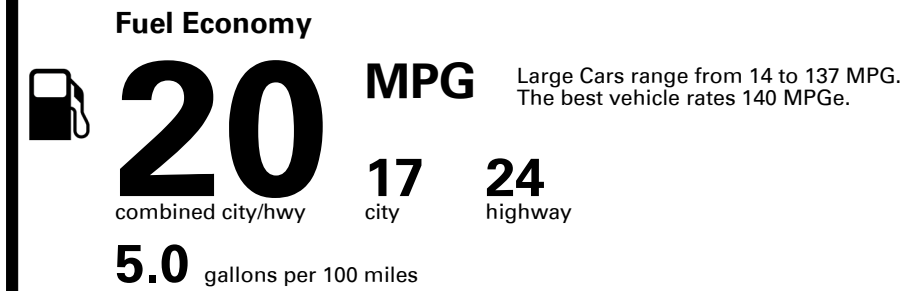 Fuel Economy
20 MPG
Large Cars range from 14 to 137 MPG.
The best vehicle rates 140 MPGe.
combined city/hwy
17
city
24
highway
5.0 gallons per 100 miles